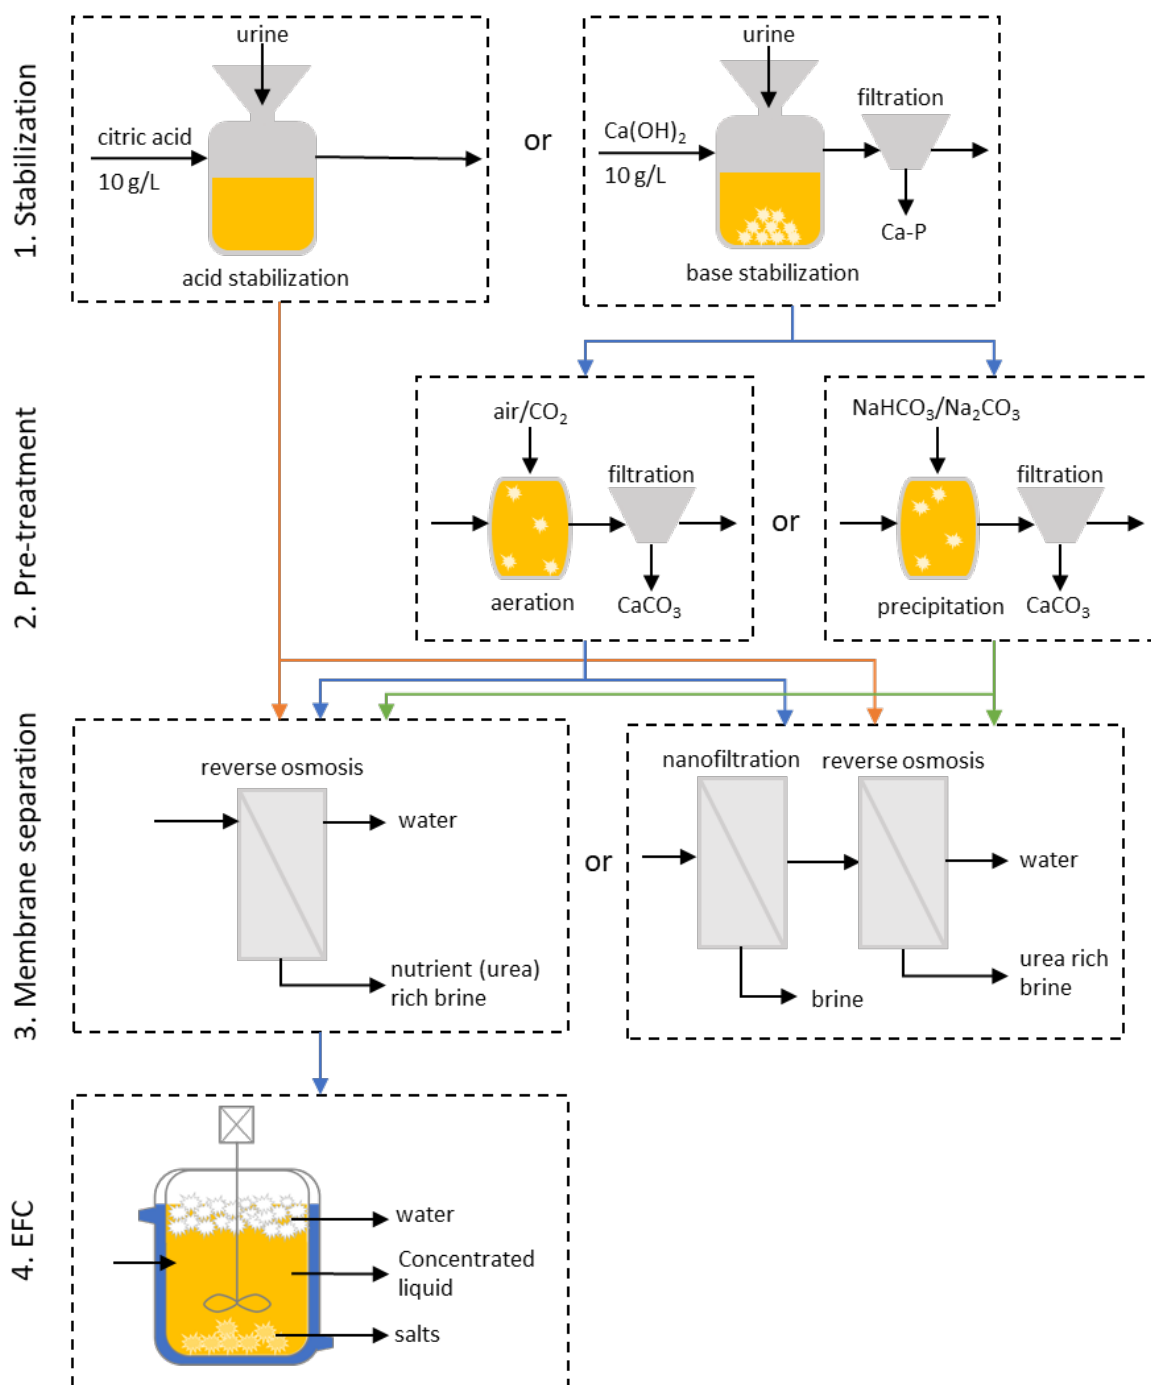 1. Stabilization
urine
citric acid
10 g/L
acid stabilization
or
urine
Ca(OH)2
10 g/L
filtration
Ca-P
base stabilization
2. Pre-treatment
air/CO2
filtration
aeration
CaCO3
or
NaHCO3/Na2CO3
filtration
precipitation
CaCO3
3. Membrane separation
reverse osmosis
water
nutrient (urea)
rich brine
or
nanofiltration
reverse osmosis
water
urea rich
brine
brine
4. EFC
water
Concentrated
liquid
salts